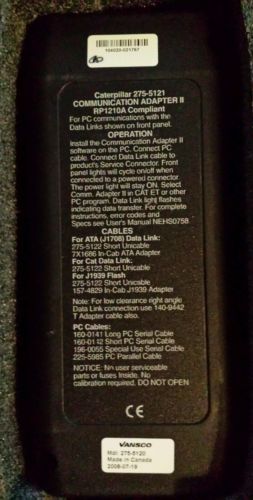 104033-021767
Caterpillar 275-5121
COMMUNICATION ADAPTER II
RP1210A Compliant
For PC communications with the
Data Links shown on front panel.
OPERATION
Install the Communication Adapter II
software on the PC. Connect PC
cable. Connect Data Link cable to
product's Service Connector. Front
panel lights will cycle on/off when
connected to a powered connector.
The power light will stay ON. Select
Comm. Adapter II in CAT ET or other
PC program. Data Link light flashes
indicating data transfer. For complete
instructions, error codes and
Specs see User's Manual NEHS0758
CABLES
For ATA (J1708) Data Link:
275-5122 Short Unicable
7X1686 In-Cab ATA Adapter
For Cat Data Link:
275-5122 Short Unicable
For J1939 Flash
275-5122 Short Unicable
157-4829 In-Cab J1939 Adapter
Note: For low clearance right angle
Data Link connection use 140-9442
T Adapter cable also.
PC Cables:
160-0141 Long PC Serial Cable
160-0142 Short PC Serial Cable
196-0055 Special Use Serial Cable
225-5985 PC Parallel Cable
NOTICE: No user serviceable
parts or fuses Inside. No
calibration required. DO NOT OPEN
CE
VANSCO
Mdl: 275-5120
Made in Canada
2008-07-19